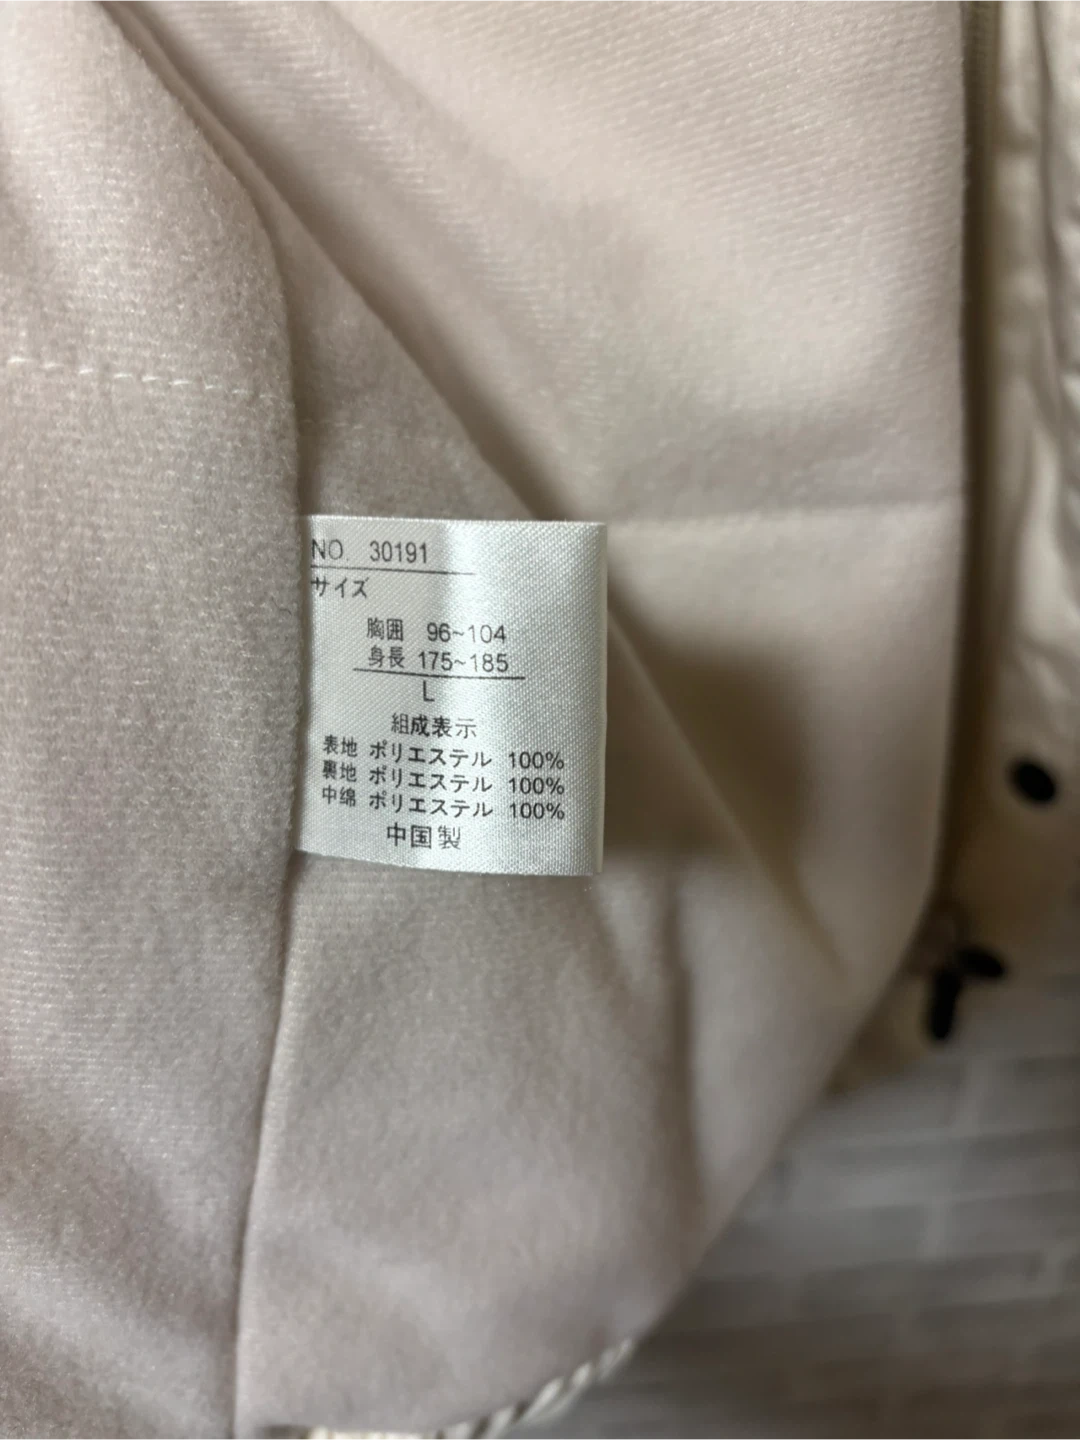 NO. 30191
サイズ
胸囲 96~104
身長 175~185
L
組成表示
表地 ポリエステル 100%
裏地 ポリエステル 100%
中綿 ポリエステル 100%
中国製